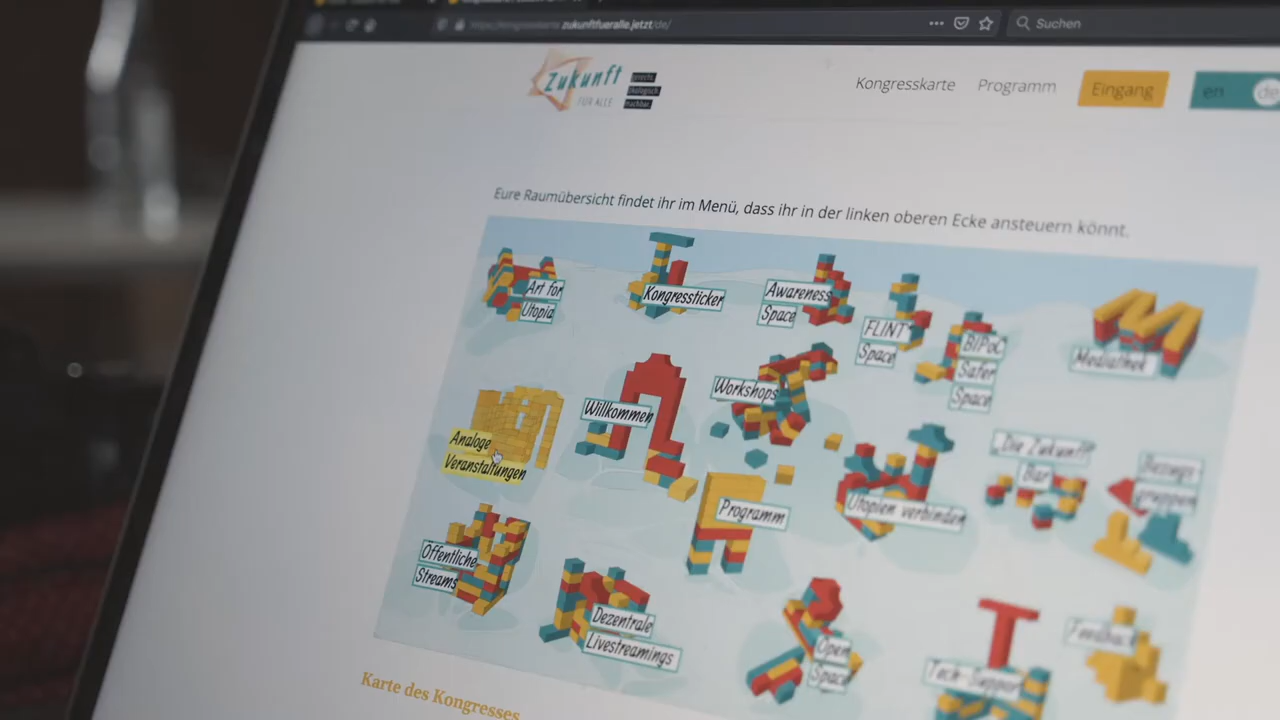 zukunftfueralle.jetzt/de/
Suchen
Zukunft
FÜR ALLE
gerecht
ökologisch
machbar
Kongresskarte
Programm
Eingang
en
de
Eure Raumübersicht findet ihr im Menü, dass ihr in der linken oberen Ecke ansteuern könnt.
Art for
Utopia
Kongressticker
Awareness
Space
FLINT
Space
BIPoC
Safer
Space
Mediathek
Analoge
Veranstaltungen
Willkommen
Workshops
Programm
Utopien verbinden
Die Zukunft
Bar
Bezugs
gruppen
Öffentliche
Streams
Dezentrale
Livestreamings
Open
Space
Tech-Support
Feedback
Karte des Kongresses